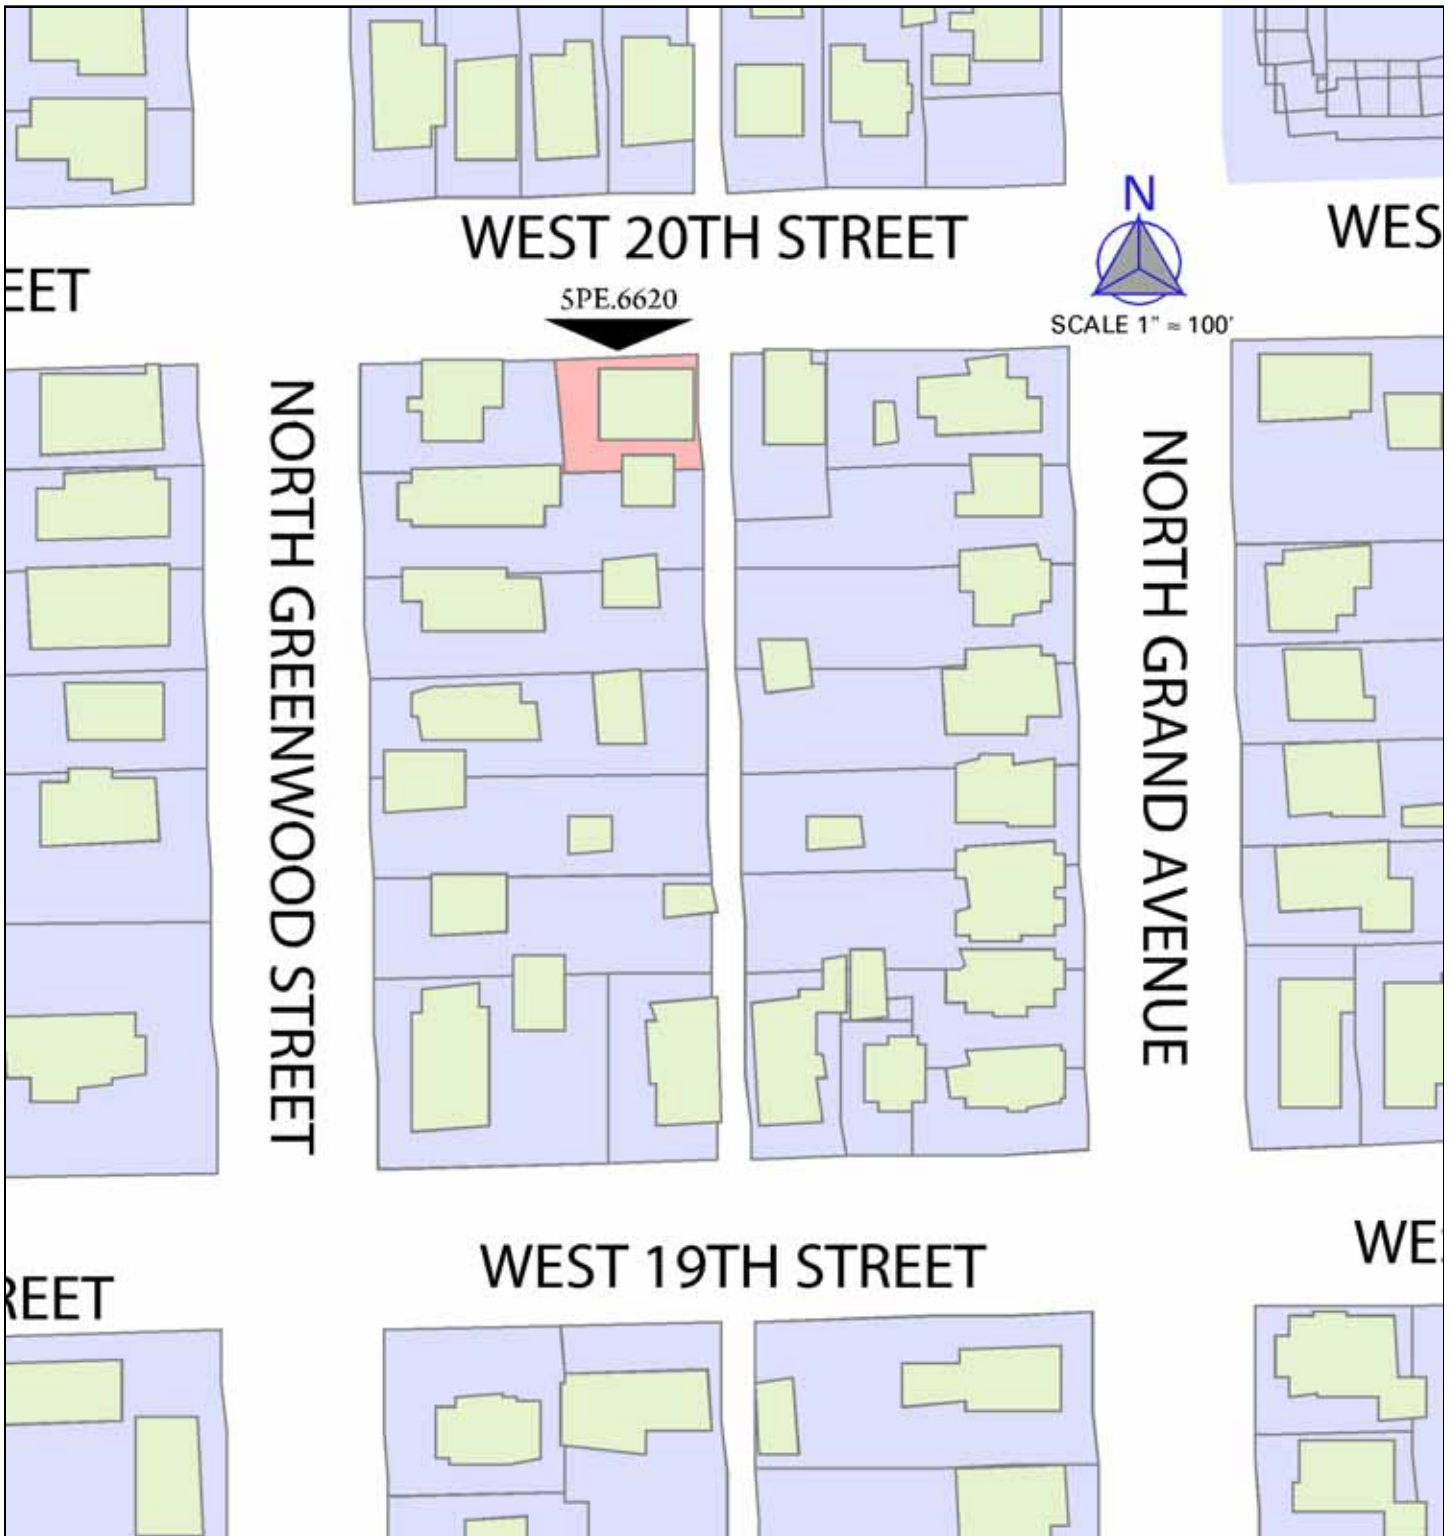 N
WEST 20TH STREET
WES
EET
5PE.6620
SCALE 1" ≈ 100'
NORTH GREENWOOD STREET
NORTH GRAND AVENUE
WEST 19TH STREET
WE
REET